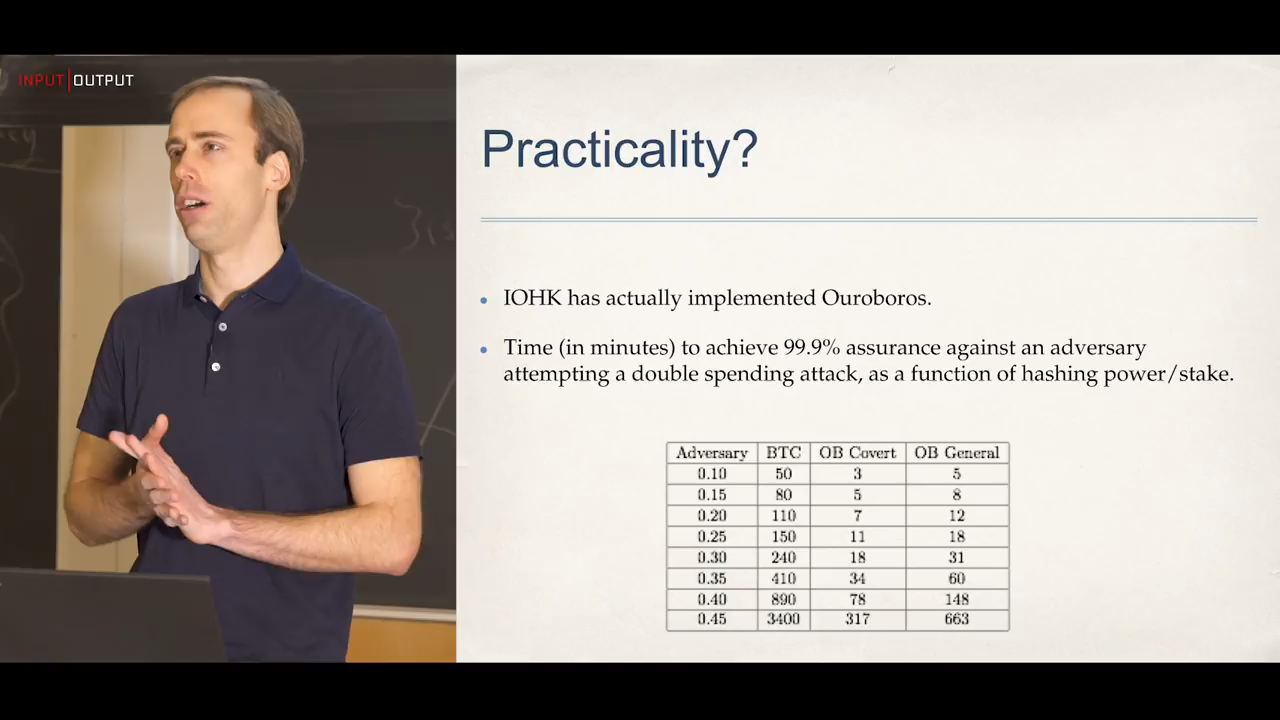 INPUT|OUTPUT
Practicality?
• IOHK has actually implemented Ouroboros.
• Time (in minutes) to achieve 99.9% assurance against an adversary
attempting a double spending attack, as a function of hashing power/stake.
Adversary BTC OB Covert OB General
0.10 50 3 5
0.15 80 5 8
0.20 110 7 12
0.25 150 11 18
0.30 240 18 31
0.35 410 34 60
0.40 890 78 148
0.45 3400 317 663